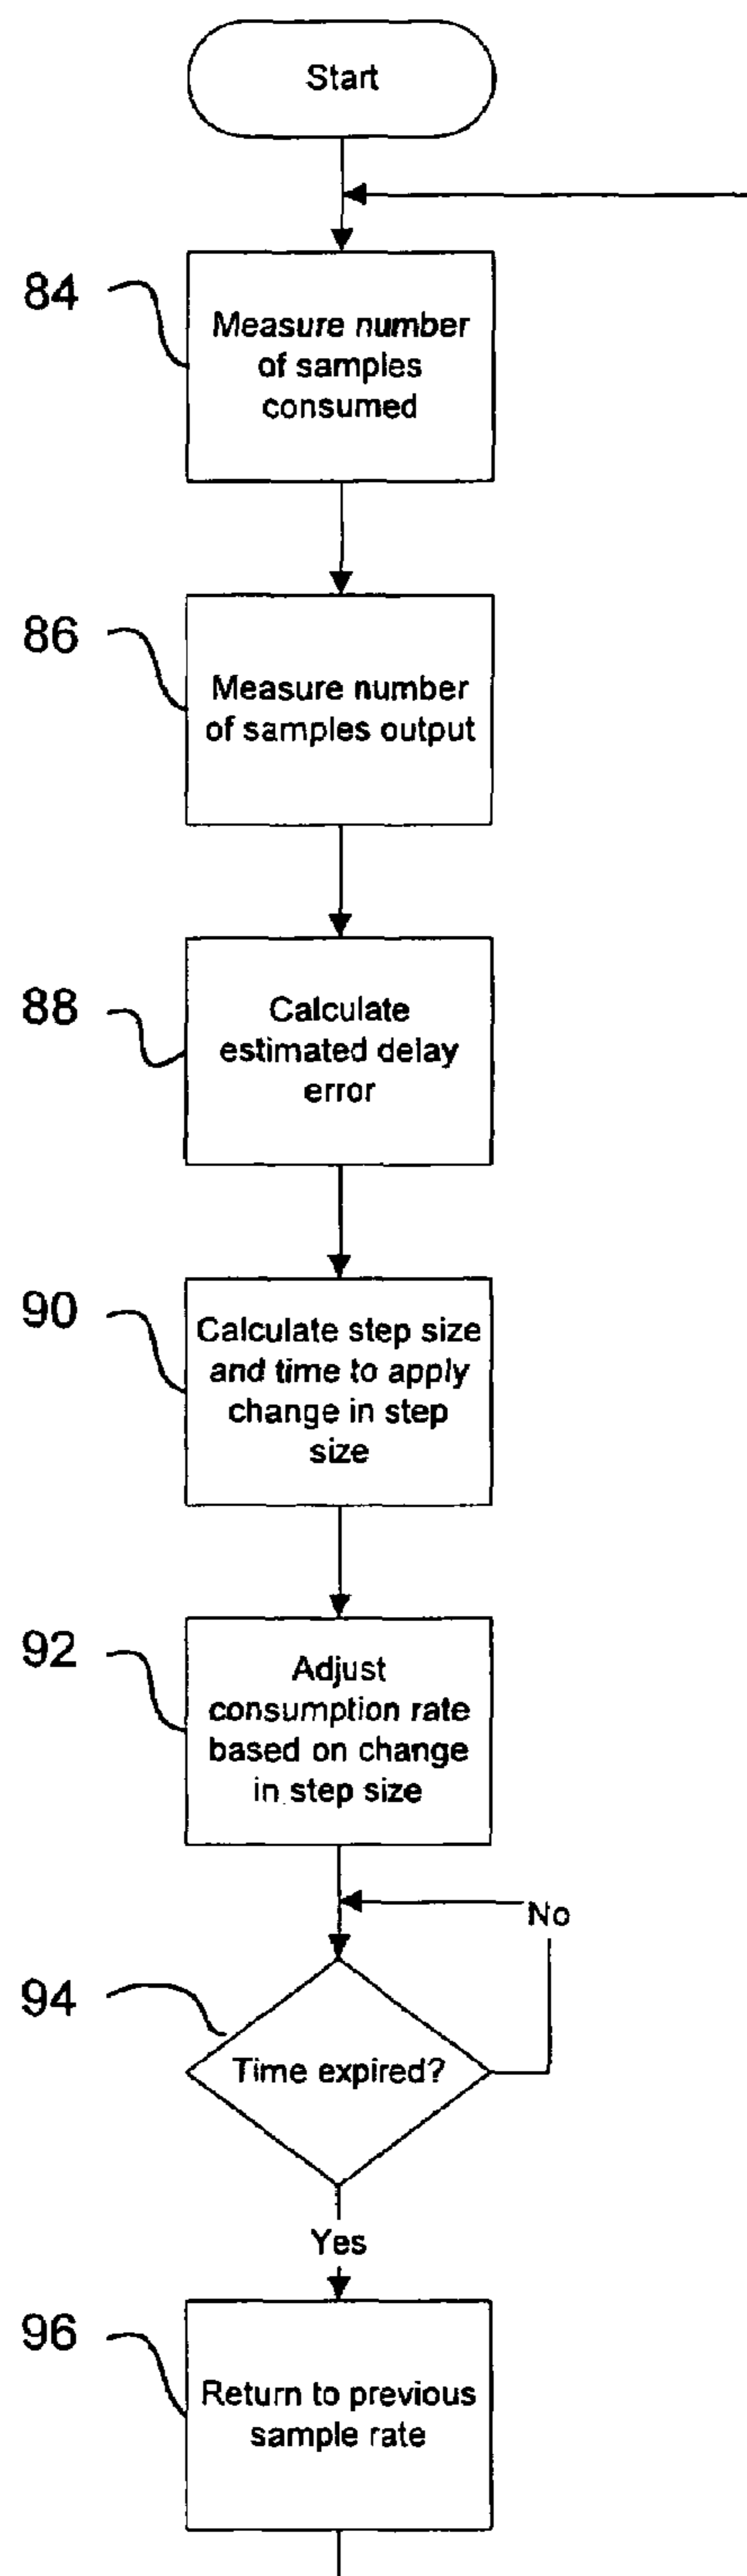 Start
84
Measure number
of samples
consumed
86
Measure number
of samples output
88
Calculate
estimated delay
error
90
Calculate step size
and time to apply
change in step
size
92
Adjust
consumption rate
based on change
in step size
No
94
Time expired?
Yes
96
Return to previous
sample rate